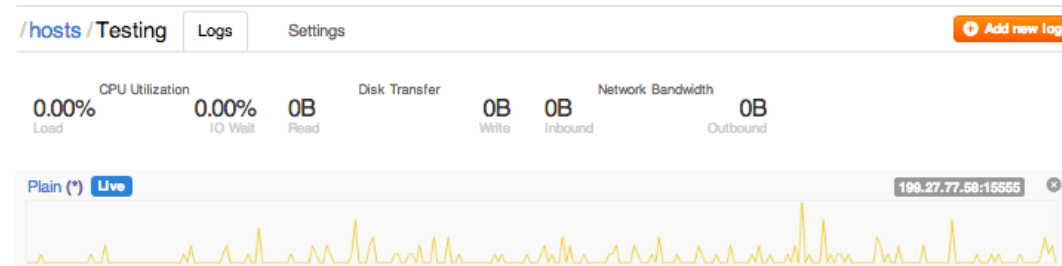 /hosts/Testing Logs Settings Add new log
CPU Utilization Disk Transfer Network Bandwidth
0.00% 0.00% 0B 0B 0B 0B
Load IO Wait Read Write Inbound Outbound
Plain (*) Live 199.27.77.58:15555